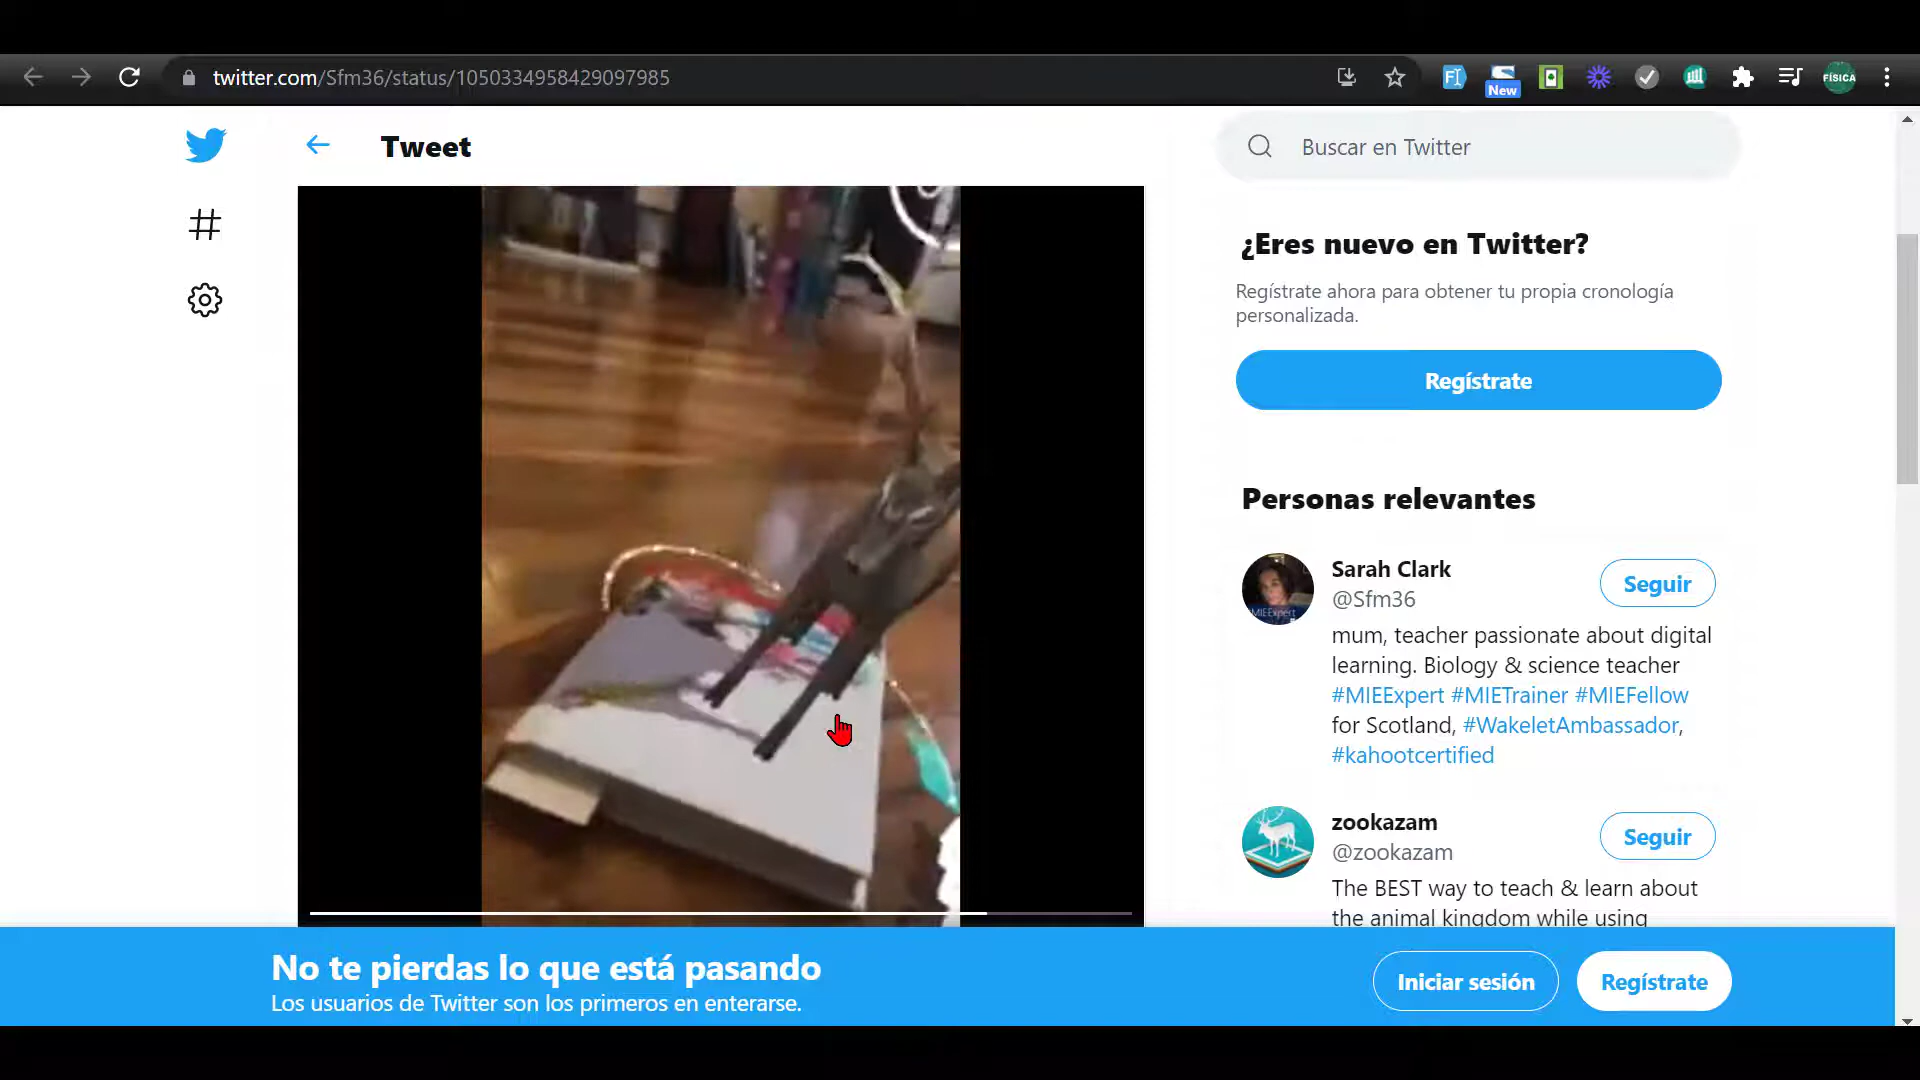 twitter.com/Sfm36/status/1050334958429097985
New
FÍSICA
Tweet
Buscar en Twitter
¿Eres nuevo en Twitter?
Regístrate ahora para obtener tu propia cronología
personalizada.
Regístrate
Personas relevantes
Sarah Clark
@Sfm36
Seguir
mum, teacher passionate about digital
learning. Biology & science teacher
#MIEExpert #MIETrainer #MIEFellow
for Scotland, #WakeletAmbassador,
#kahootcertified
zookazam
@zookazam
Seguir
The BEST way to teach & learn about
the animal kingdom while using
No te pierdas lo que está pasando
Los usuarios de Twitter son los primeros en enterarse.
Iniciar sesión
Regístrate